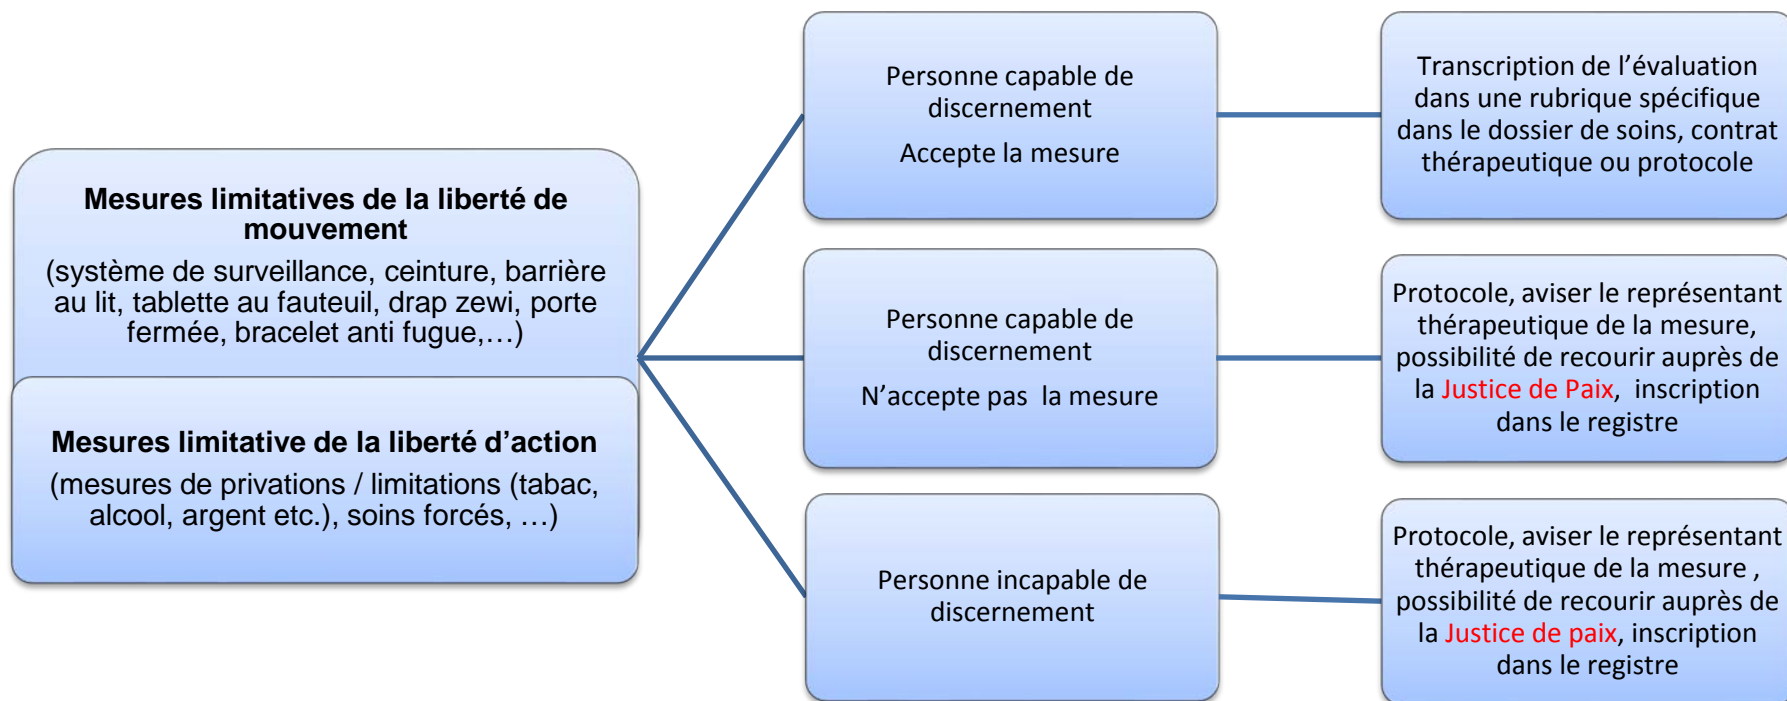 Mesures limitatives de la liberté de
mouvement
(système de surveillance, ceinture, barrière
au lit, tablette au fauteuil, drap zewi, porte
fermée, bracelet anti fugue,…)
Mesures limitative de la liberté d’action
(mesures de privations / limitations (tabac,
alcool, argent etc.), soins forcés, …)
Personne capable de
discernement
Accepte la mesure
Transcription de l’évaluation
dans une rubrique spécifique
dans le dossier de soins, contrat
thérapeutique ou protocole
Personne capable de
discernement
N’accepte pas la mesure
Protocole, aviser le représentant
thérapeutique de la mesure,
possibilité de recourir auprès de
la Justice de Paix, inscription
dans le registre
Personne incapable de
discernement
Protocole, aviser le représentant
thérapeutique de la mesure ,
possibilité de recourir auprès de
la Justice de paix, inscription
dans le registre